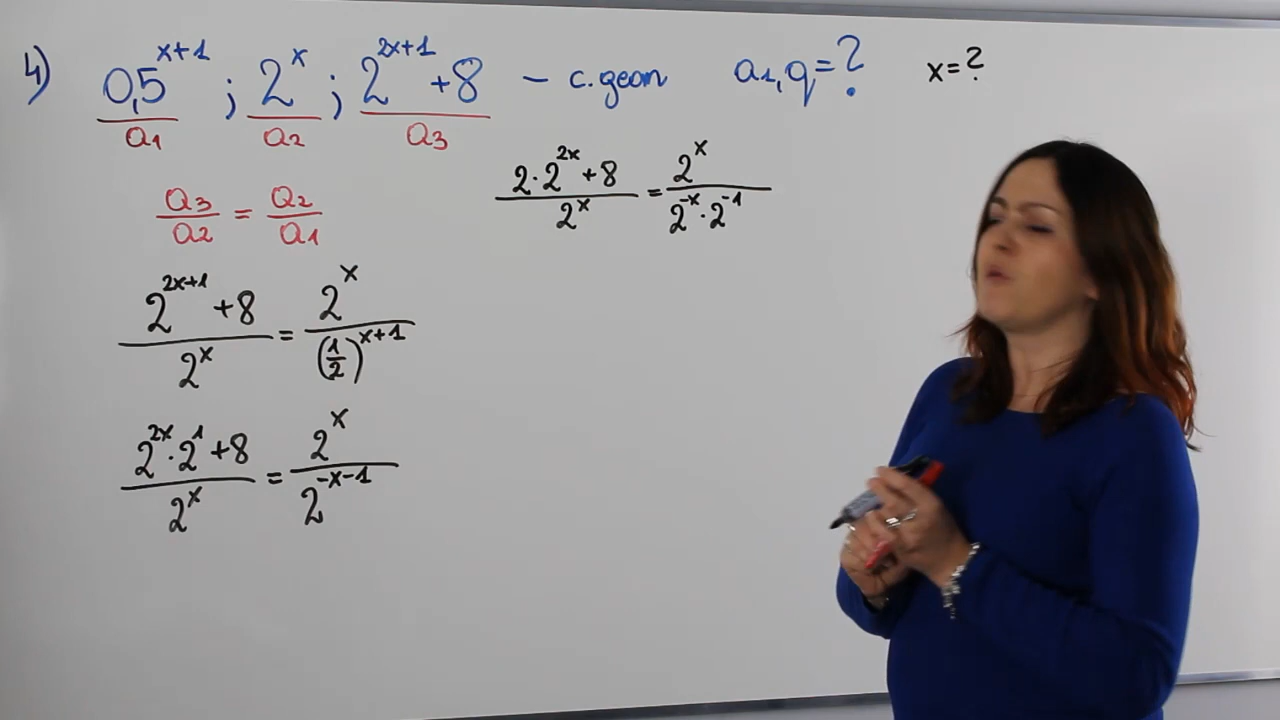 4) 0,5^{x+1} ; 2^x ; 2^{2x+1} + 8 – c. geom a1, q = ? x = ?
a1 a2 a3
a3/a2 = a2/a1
(2^{2x+1} + 8)/2^x = 2^x/(1/2)^{x+1}
(2^{2x} · 2^1 + 8)/2^x = 2^x/2^{-x-1}
(2 · 2^{2x} + 8)/2^x = 2^x/(2^{-x} · 2^{-1})